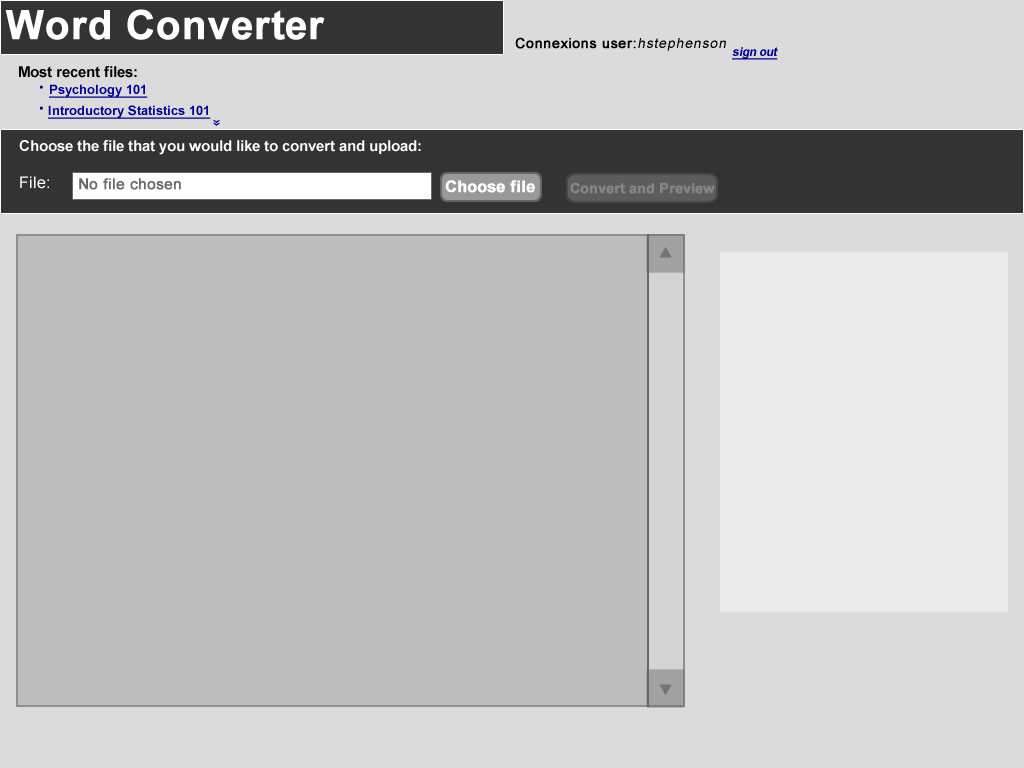 Word Converter
Connexions user:hstephenson sign out
Most recent files:
Psychology 101
Introductory Statistics 101
Choose the file that you would like to convert and upload:
File: No file chosen Choose file Convert and Preview